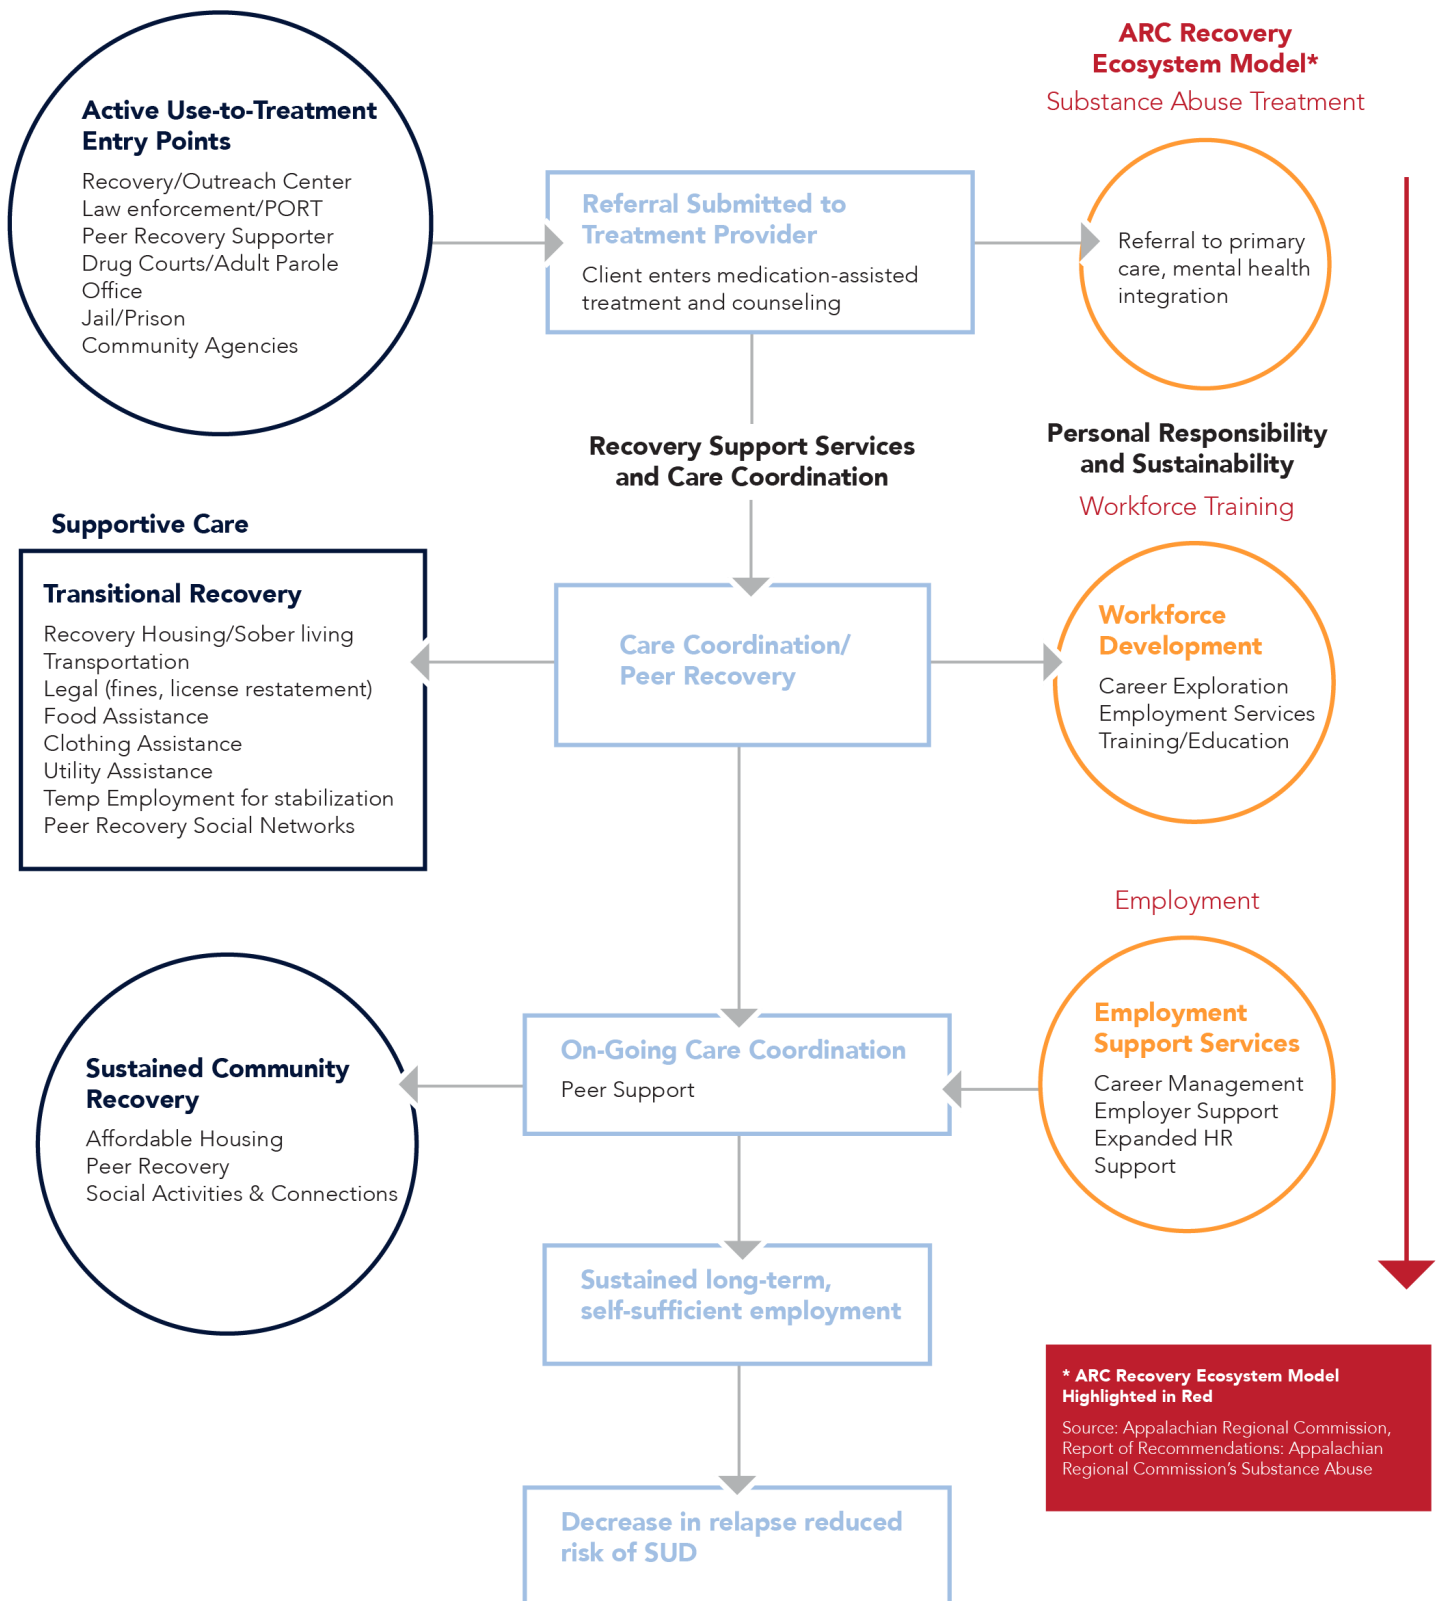 ARC Recovery
Ecosystem Model*
Substance Abuse Treatment
Active Use-to-Treatment
Entry Points
Recovery/Outreach Center
Law enforcement/PORT
Peer Recovery Supporter
Drug Courts/Adult Parole
Office
Jail/Prison
Community Agencies
Referral Submitted to
Treatment Provider
Client enters medication-assisted
treatment and counseling
Referral to primary
care, mental health
integration
Recovery Support Services
and Care Coordination
Personal Responsibility
and Sustainability
Workforce Training
Supportive Care
Transitional Recovery
Recovery Housing/Sober living
Transportation
Legal (fines, license restatement)
Food Assistance
Clothing Assistance
Utility Assistance
Temp Employment for stabilization
Peer Recovery Social Networks
Care Coordination/
Peer Recovery
Workforce
Development
Career Exploration
Employment Services
Training/Education
Employment
Sustained Community
Recovery
Affordable Housing
Peer Recovery
Social Activities & Connections
On-Going Care Coordination
Peer Support
Employment
Support Services
Career Management
Employer Support
Expanded HR
Support
Sustained long-term,
self-sufficient employment
* ARC Recovery Ecosystem Model
Highlighted in Red
Source: Appalachian Regional Commission,
Report of Recommendations: Appalachian
Regional Commission's Substance Abuse
Decrease in relapse reduced
risk of SUD